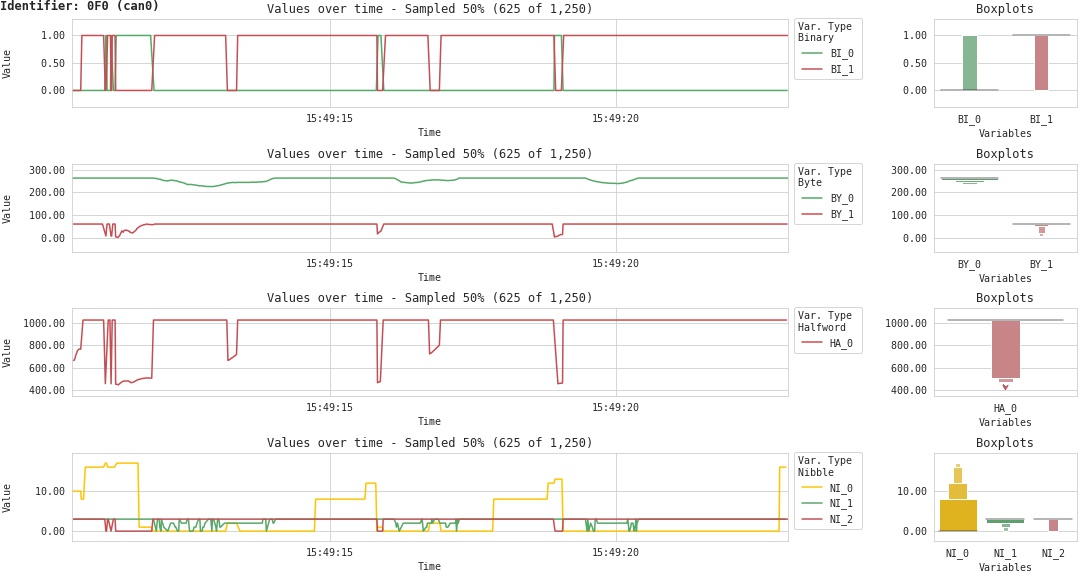 Identifier: 0F0 (can0)
Values over time - Sampled 50% (625 of 1,250)
Boxplots
Value
1.00
0.50
0.00
15:49:15
15:49:20
Time
Var. Type
Binary
BI_0
BI_1
1.00
0.50
0.00
BI_0
BI_1
Variables
Values over time - Sampled 50% (625 of 1,250)
Boxplots
Value
300.00
200.00
100.00
0.00
15:49:15
15:49:20
Time
Var. Type
Byte
BY_0
BY_1
300.00
200.00
100.00
0.00
BY_0
BY_1
Variables
Values over time - Sampled 50% (625 of 1,250)
Boxplots
Value
1000.00
800.00
600.00
400.00
15:49:15
15:49:20
Time
Var. Type
Halfword
HA_0
1000.00
800.00
600.00
400.00
HA_0
Variables
Values over time - Sampled 50% (625 of 1,250)
Boxplots
Value
10.00
0.00
15:49:15
15:49:20
Time
Var. Type
Nibble
NI_0
NI_1
NI_2
10.00
0.00
NI_0
NI_1
NI_2
Variables